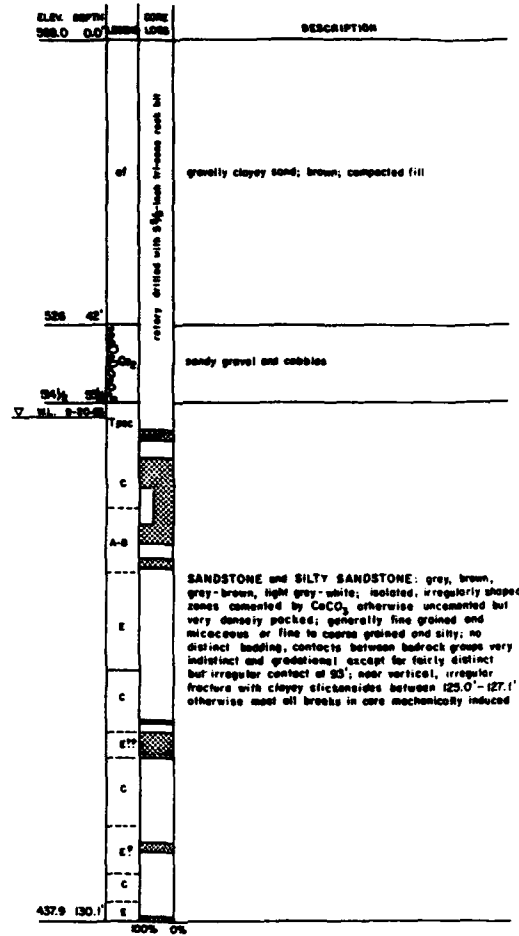 ELEV. DEPTH CORE
568.0 0.0' LOSS DESCRIPTION
rotary drilled with tri-cone rock bit
af gravelly clayey sand; brown; compacted fill
526 42'
sandy gravel and cobbles
W.L.
Tpsc
C
A-B
SANDSTONE and SILTY SANDSTONE: grey, brown,
grey-brown, light grey-white; isolated, irregularly shaped
zones cemented by CaCO3 otherwise uncemented but
very densely packed; generally fine grained and
micaceous or fine to coarse grained and silty; no
distinct bedding, contacts between bedrock groups very
indistinct and gradational except for fairly distinct
but irregular contact at 93'; near vertical, irregular
fracture with clayey slickensides between 125.0'-127.1'
otherwise most all breaks in core mechanically induced
E
C
E??
C
E?
C
437.9 130.1' E
100% 0%